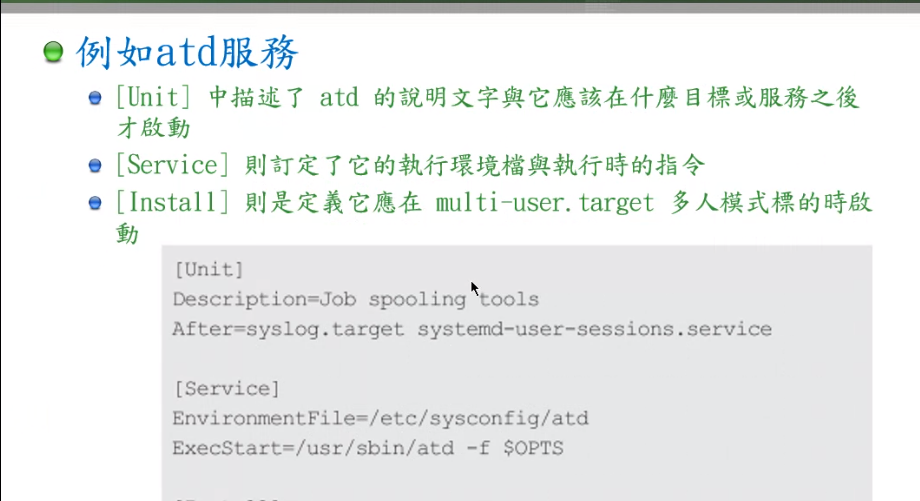 例如atd服務
[Unit] 中描述了 atd 的說明文字與它應該在什麼目標或服務之後
才啟動
[Service] 則訂定了它的執行環境檔與執行時的指令
[Install] 則是定義它應在 multi-user.target 多人模式標的時啟
動
[Unit]
Description=Job spooling tools
After=syslog.target systemd-user-sessions.service
[Service]
EnvironmentFile=/etc/sysconfig/atd
ExecStart=/usr/sbin/atd -f $OPTS